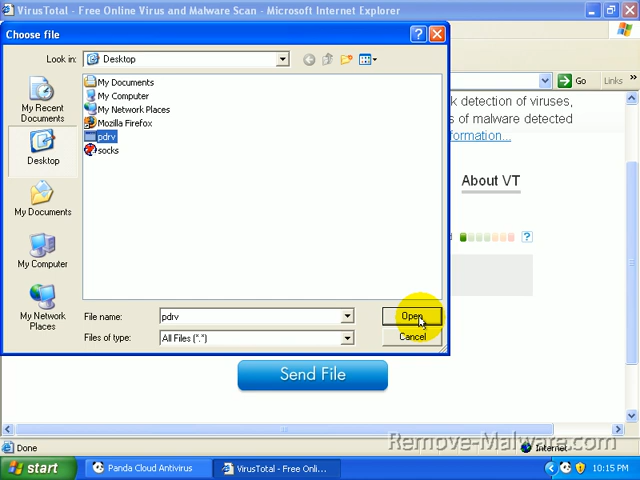 VirusTotal - Free Online Virus and Malware Scan - Microsoft Internet Explorer
Choose file
Look in:
Desktop
My Recent
Documents
Desktop
My Documents
My Computer
My Network
Places
My Documents
My Computer
My Network Places
Mozilla Firefox
pdrv
socks
File name:
pdrv
Open
Files of type:
All Files (*.*)
Cancel
Go
Links »
k detection of viruses,
s of malware detected
formation...
About VT
?
Send File
Done
Internet
Remove-Malware.com
start
Panda Cloud Antivirus
VirusTotal - Free Onli...
10:15 PM